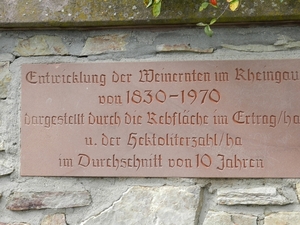 Entwicklung der Weinernten im Rheingau
von 1830-1970
dargestellt durch die Rebfläche im Ertrag/ha
u. der Hektoliterzahl/ha
im Durchschnitt von 10 Jahren